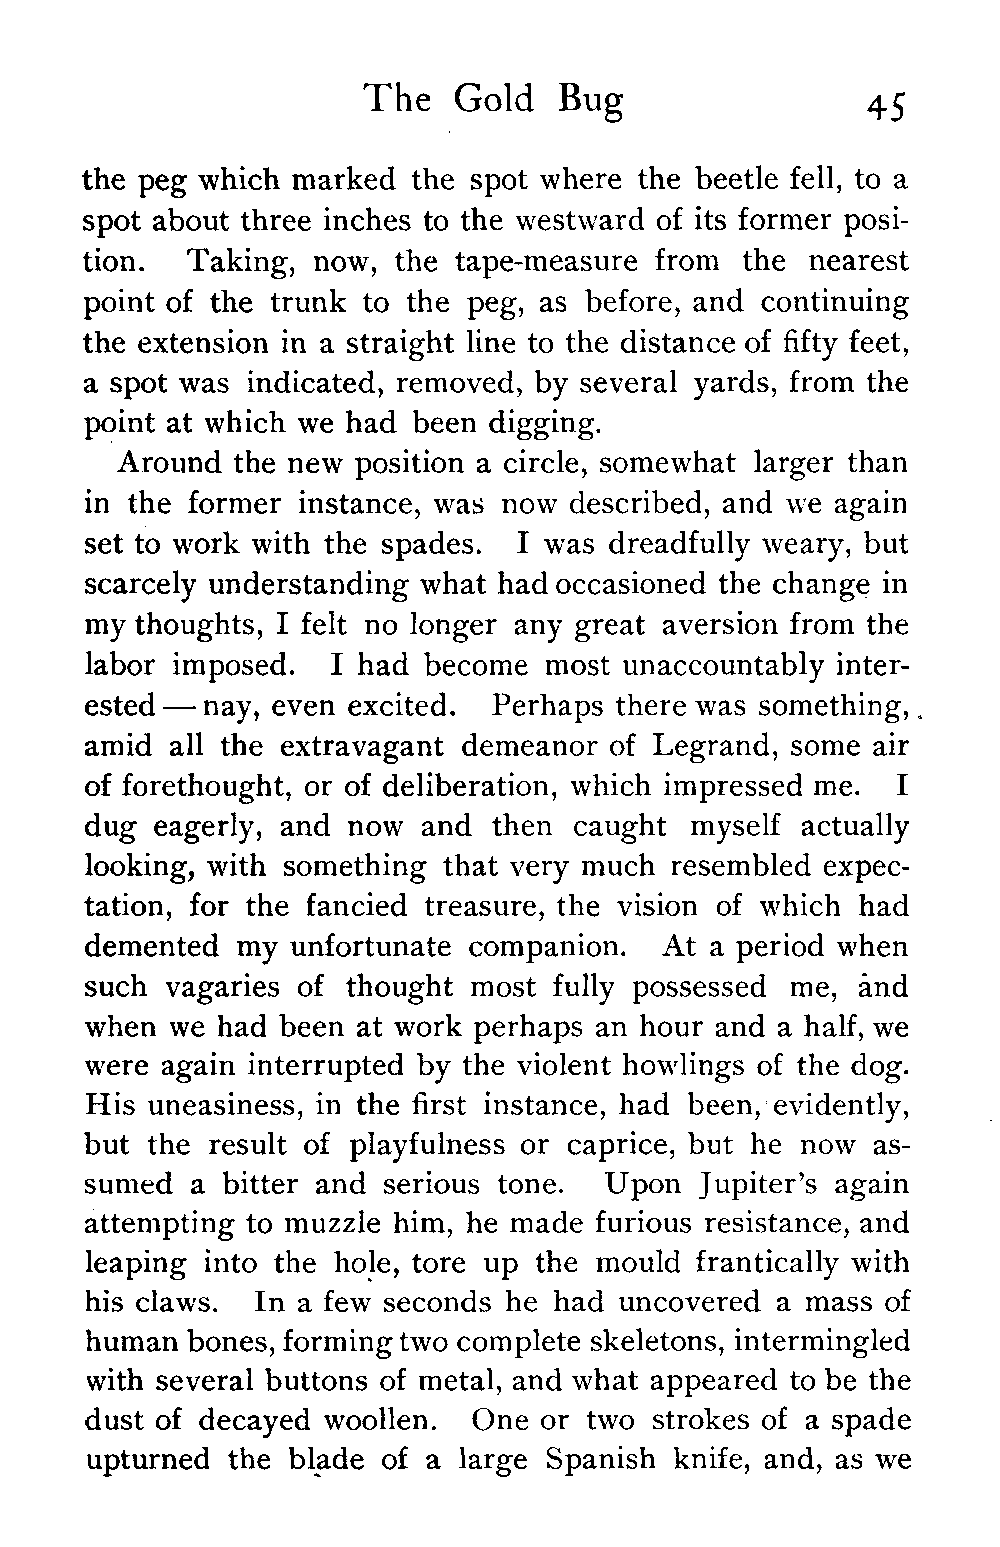 The Gold Bug 45
the peg which marked the spot where the beetle fell, to a
spot about three inches to the westward of its former posi-
tion. Taking, now, the tape-measure from the nearest
point of the trunk to the peg, as before, and continuing
the extension in a straight line to the distance of fifty feet,
a spot was indicated, removed, by several yards, from the
point at which we had been digging.
Around the new position a circle, somewhat larger than
in the former instance, was now described, and we again
set to work with the spades. I was dreadfully weary, but
scarcely understanding what had occasioned the change in
my thoughts, I felt no longer any great aversion from the
labor imposed. I had become most unaccountably inter-
ested — nay, even excited. Perhaps there was something,
amid all the extravagant demeanor of Legrand, some air
of forethought, or of deliberation, which impressed me. I
dug eagerly, and now and then caught myself actually
looking, with something that very much resembled expec-
tation, for the fancied treasure, the vision of which had
demented my unfortunate companion. At a period when
such vagaries of thought most fully possessed me, and
when we had been at work perhaps an hour and a half, we
were again interrupted by the violent howlings of the dog.
His uneasiness, in the first instance, had been, evidently,
but the result of playfulness or caprice, but he now as-
sumed a bitter and serious tone. Upon Jupiter's again
attempting to muzzle him, he made furious resistance, and
leaping into the hole, tore up the mould frantically with
his claws. In a few seconds he had uncovered a mass of
human bones, forming two complete skeletons, intermingled
with several buttons of metal, and what appeared to be the
dust of decayed woollen. One or two strokes of a spade
upturned the blade of a large Spanish knife, and, as we